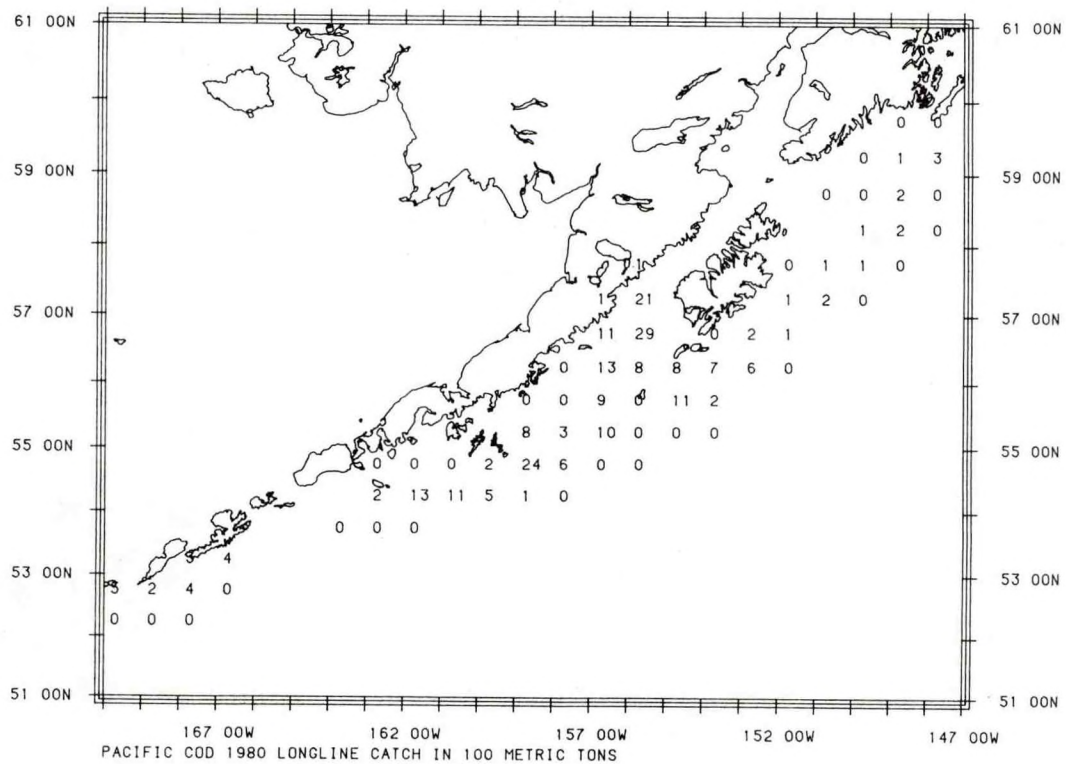 61 00N 61 00N
0 0
0 1 3
59 00N 59 00N
0 0 2 0
1 2 0
1 0 1 1 0
1 21 1 2 0
57 00N 57 00N
11 29 0 2 1
0 13 8 8 7 6 0
0 0 9 0 11 2
8 3 10 0 0 0
55 00N 55 00N
0 0 0 2 24 6 0 0
2 13 11 5 1 0
0 0 0
4
53 00N 53 00N
2 4 0
0 0 0
51 00N 51 00N
167 00W 162 00W 157 00W 152 00W 147 00W
PACIFIC COD 1980 LONGLINE CATCH IN 100 METRIC TONS